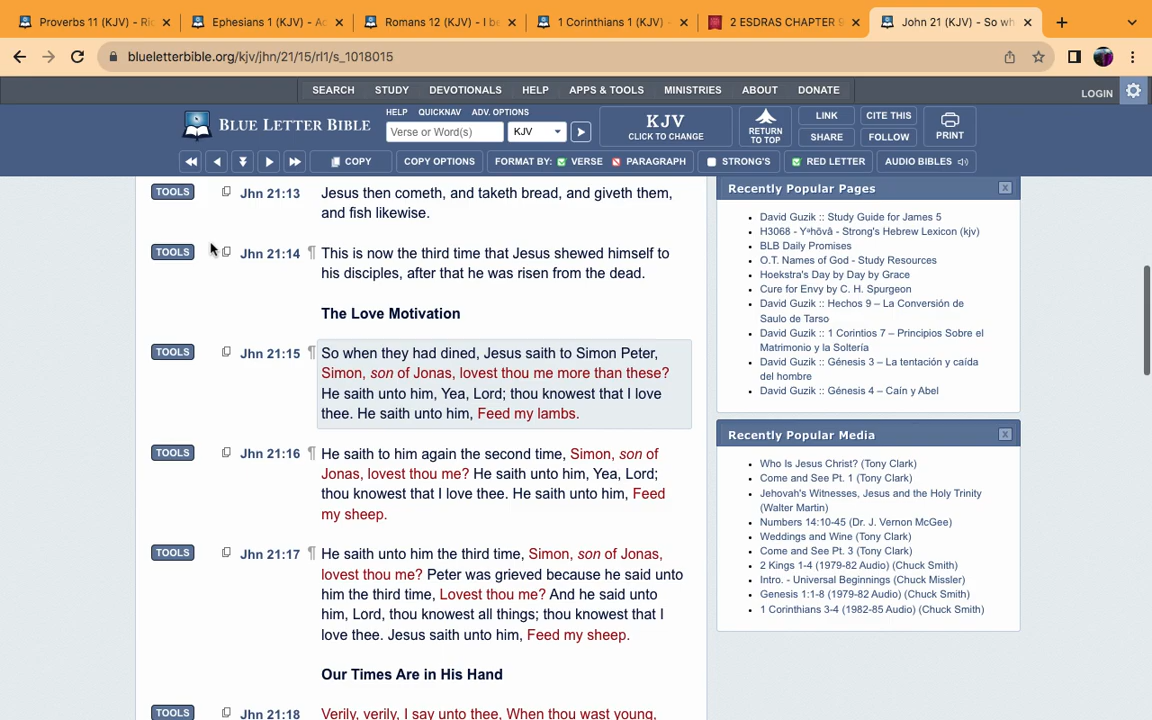 Proverbs 11 (KJV) - Ri
Ephesians 1 (KJV) - A
Romans 12 (KJV) - I b
1 Corinthians 1 (KJV) -
2 ESDRAS CHAPTER
John 21 (KJV) - So w
blueletterbible.org/kjv/jhn/21/15/rl1/s_1018015
SEARCH STUDY DEVOTIONALS HELP APPS & TOOLS MINISTRIES ABOUT DONATE LOGIN
BLUE LETTER BIBLE
HELP QUICKNAV ADV. OPTIONS
Verse or Word(s) KJV
KJV
CLICK TO CHANGE
RETURN
TO TOP
LINK CITE THIS
SHARE FOLLOW
PRINT
COPY COPY OPTIONS FORMAT BY: VERSE PARAGRAPH STRONG'S RED LETTER AUDIO BIBLES
TOOLS Jhn 21:13 Jesus then cometh, and taketh bread, and giveth them,
and fish likewise.
TOOLS Jhn 21:14 ¶ This is now the third time that Jesus shewed himself to
his disciples, after that he was risen from the dead.
The Love Motivation
TOOLS Jhn 21:15 ¶ So when they had dined, Jesus saith to Simon Peter,
Simon, son of Jonas, lovest thou me more than these?
He saith unto him, Yea, Lord; thou knowest that I love
thee. He saith unto him, Feed my lambs.
TOOLS Jhn 21:16 ¶ He saith to him again the second time, Simon, son of
Jonas, lovest thou me? He saith unto him, Yea, Lord;
thou knowest that I love thee. He saith unto him, Feed
my sheep.
TOOLS Jhn 21:17 ¶ He saith unto him the third time, Simon, son of Jonas,
lovest thou me? Peter was grieved because he said unto
him the third time, Lovest thou me? And he said unto
him, Lord, thou knowest all things; thou knowest that I
love thee. Jesus saith unto him, Feed my sheep.
Our Times Are in His Hand
TOOLS Jhn 21:18 ¶ Verily, verily, I say unto thee, When thou wast young,
Recently Popular Pages x
David Guzik :: Study Guide for James 5
H3068 - Yᵊhōvâ - Strong's Hebrew Lexicon (kjv)
BLB Daily Promises
O.T. Names of God - Study Resources
Hoekstra's Day by Day by Grace
Cure for Envy by C. H. Spurgeon
David Guzik :: Hechos 9 – La Conversión de
Saulo de Tarso
David Guzik :: 1 Corintios 7 – Principios Sobre el
Matrimonio y la Soltería
David Guzik :: Génesis 3 – La tentación y caída
del hombre
David Guzik :: Génesis 4 – Caín y Abel
Recently Popular Media x
Who Is Jesus Christ? (Tony Clark)
Come and See Pt. 1 (Tony Clark)
Jehovah's Witnesses, Jesus and the Holy Trinity
(Walter Martin)
Numbers 14:10-45 (Dr. J. Vernon McGee)
Weddings and Wine (Tony Clark)
Come and See Pt. 3 (Tony Clark)
2 Kings 1-4 (1979-82 Audio) (Chuck Smith)
Intro. - Universal Beginnings (Chuck Missler)
Genesis 1:1-8 (1979-82 Audio) (Chuck Smith)
1 Corinthians 3-4 (1982-85 Audio) (Chuck Smith)